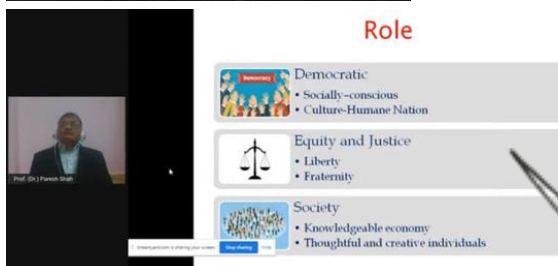 Role
Democracy
Democratic
• Socially-conscious
• Culture-Humane Nation
Equity and Justice
• Liberty
• Fraternity
Prof. (Dr.) Paresh Shah
Society
• Knowledgeable economy
• Thoughtful and creative individuals
is sharing your screen.
Stop sharing
Hide